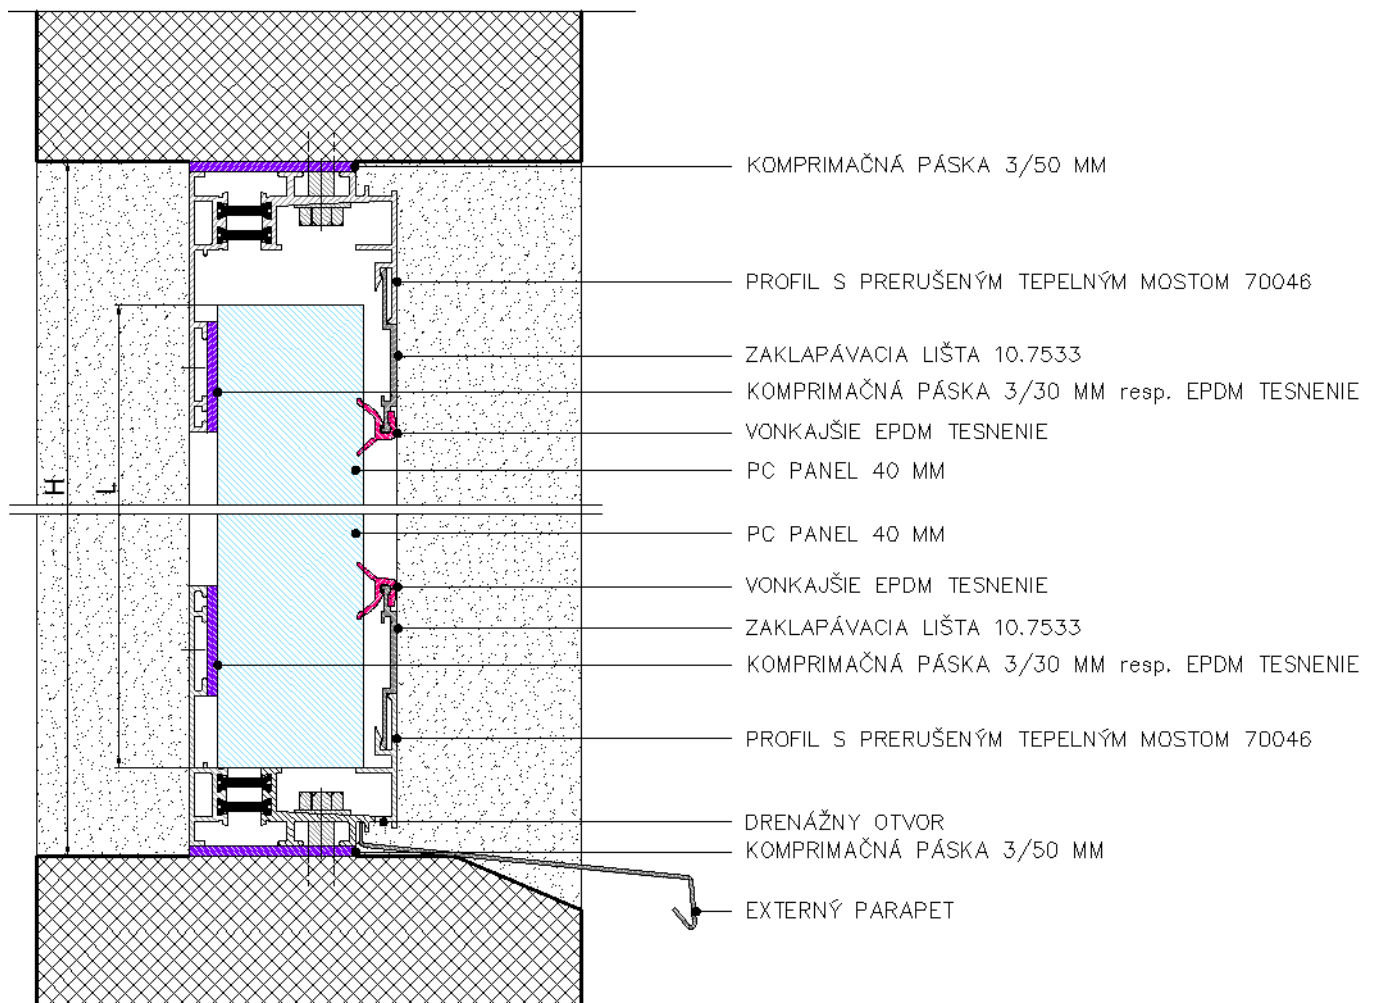 KOMPRIMAČNÁ PÁSKA 3/50 MM
PROFIL S PRERUŠENÝM TEPELNÝM MOSTOM 70046
ZAKLAPÁVACIA LIŠTA 10.7533
KOMPRIMAČNÁ PÁSKA 3/30 MM resp. EPDM TESNENIE
VONKAJŠIE EPDM TESNENIE
PC PANEL 40 MM
H
L
PC PANEL 40 MM
VONKAJŠIE EPDM TESNENIE
ZAKLAPÁVACIA LIŠTA 10.7533
KOMPRIMAČNÁ PÁSKA 3/30 MM resp. EPDM TESNENIE
PROFIL S PRERUŠENÝM TEPELNÝM MOSTOM 70046
DRENÁŽNY OTVOR
KOMPRIMAČNÁ PÁSKA 3/50 MM
EXTERNÝ PARAPET